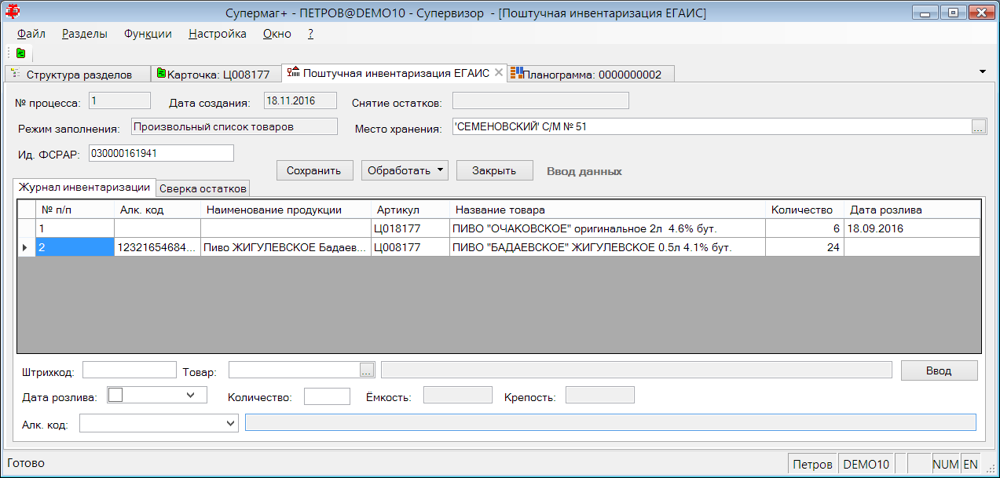 Супермаг+ - ПЕТРОВ@DEMO10 - Супервизор - [Поштучная инвентаризация ЕГАИС]
Файл Разделы Функции Настройка Окно ?
Структура разделов Карточка: Ц008177 Поштучная инвентаризация ЕГАИС Планограмма: 0000000002
№ процесса: 1 Дата создания: 18.11.2016 Снятие остатков:
Режим заполнения: Произвольный список товаров Место хранения: 'СЕМЕНОВСКИЙ' С/М № 51 ...
Ид. ФСРАР: 030000161941
Сохранить Обработать Закрыть Ввод данных
Журнал инвентаризации Сверка остатков
№ п/п Алк. код Наименование продукции Артикул Название товара Количество Дата розлива
1 Ц018177 ПИВО "ОЧАКОВСКОЕ" оригинальное 2л 4.6% бут. 6 18.09.2016
2 12321654684... Пиво ЖИГУЛЕВСКОЕ Бадаев... Ц008177 ПИВО "БАДАЕВСКОЕ" ЖИГУЛЕВСКОЕ 0.5л 4.1% бут. 24
Штрихкод: Товар: ... Ввод
Дата розлива: Количество: Ёмкость: Крепость:
Алк. код:
Готово Петров DEMO10 NUM EN